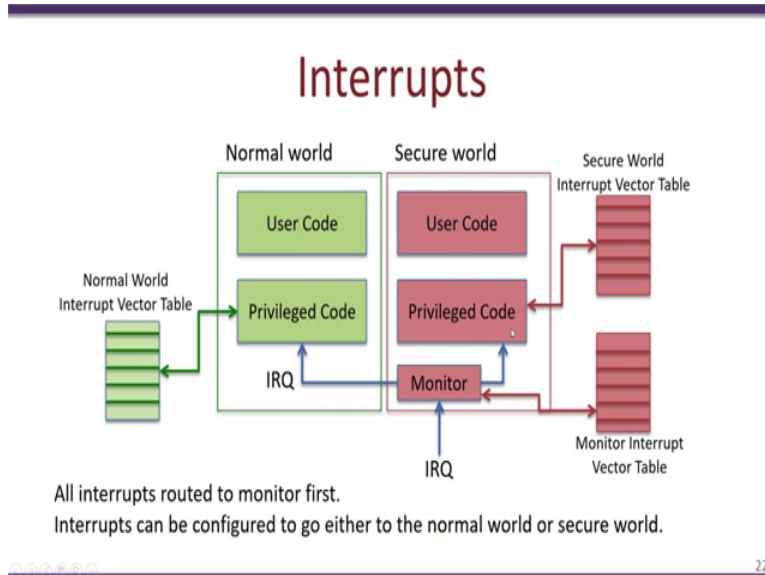 Interrupts
Normal world
Secure world
Secure World
Interrupt Vector Table
User Code
User Code
Normal World
Interrupt Vector Table
Privileged Code
Privileged Code
IRQ
Monitor
IRQ
Monitor Interrupt
Vector Table
All interrupts routed to monitor first.
Interrupts can be configured to go either to the normal world or secure world.
22